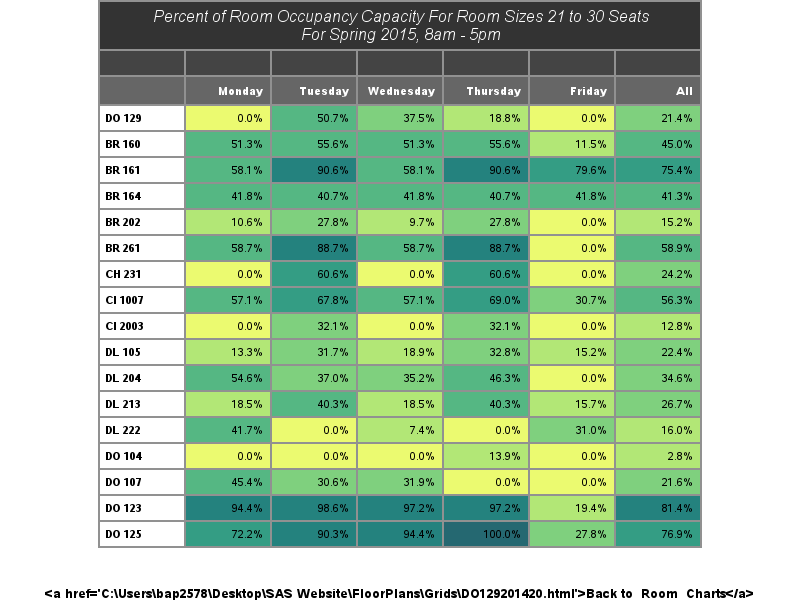 Percent of Room Occupancy Capacity For Room Sizes 21 to 30 Seats
For Spring 2015, 8am - 5pm
Monday Tuesday Wednesday Thursday Friday All
DO 129 0.0% 50.7% 37.5% 18.8% 0.0% 21.4%
BR 160 51.3% 55.6% 51.3% 55.6% 11.5% 45.0%
BR 161 58.1% 90.6% 58.1% 90.6% 79.6% 75.4%
BR 164 41.8% 40.7% 41.8% 40.7% 41.8% 41.3%
BR 202 10.6% 27.8% 9.7% 27.8% 0.0% 15.2%
BR 261 58.7% 88.7% 58.7% 88.7% 0.0% 58.9%
CH 231 0.0% 60.6% 0.0% 60.6% 0.0% 24.2%
CI 1007 57.1% 67.8% 57.1% 69.0% 30.7% 56.3%
CI 2003 0.0% 32.1% 0.0% 32.1% 0.0% 12.8%
DL 105 13.3% 31.7% 18.9% 32.8% 15.2% 22.4%
DL 204 54.6% 37.0% 35.2% 46.3% 0.0% 34.6%
DL 213 18.5% 40.3% 18.5% 40.3% 15.7% 26.7%
DL 222 41.7% 0.0% 7.4% 0.0% 31.0% 16.0%
DO 104 0.0% 0.0% 0.0% 13.9% 0.0% 2.8%
DO 107 45.4% 30.6% 31.9% 0.0% 0.0% 21.6%
DO 123 94.4% 98.6% 97.2% 97.2% 19.4% 81.4%
DO 125 72.2% 90.3% 94.4% 100.0% 27.8% 76.9%
<a href='C:\Users\bap2578\Desktop\SAS Website\FloorPlans\Grids\DO129201420.html'>Back to Room Charts</a>